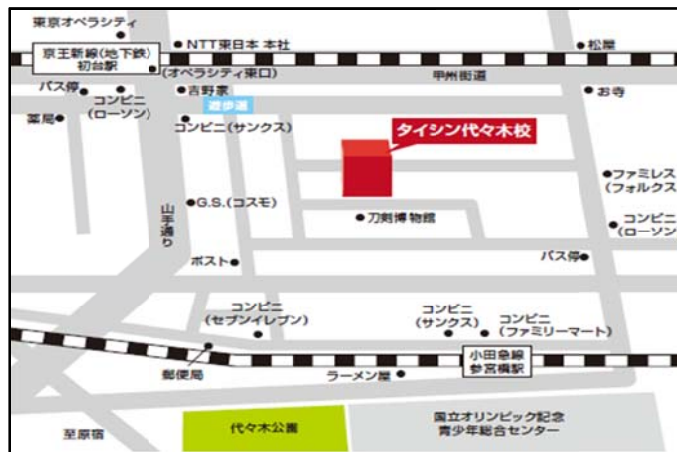 東京オペラシティ
NTT東日本 本社
松屋
京王新線(地下鉄)
初台駅
(オペラシティ東口)
甲州街道
バス停
コンビニ
(ローソン)
吉野家
遊歩道
お寺
薬局
コンビニ(サンクス)
タイシン代々木校
ファミレス
(フォルクス
G.S.(コスモ)
刀剣博物館
コンビニ
(ローソン
山手通り
ポスト
バス停
コンビニ
(セブンイレブン)
コンビニ
(サンクス)
コンビニ
(ファミリーマート)
郵便局
ラーメン屋
小田急線
参宮橋駅
至原宿
代々木公園
国立オリンピック記念
青少年総合センター